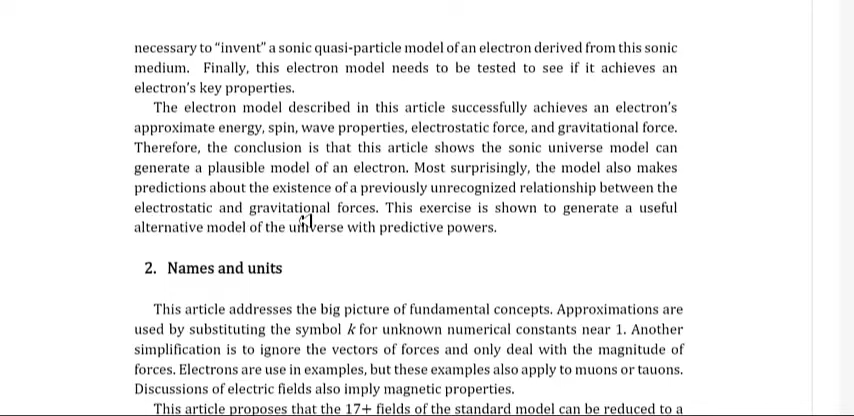 necessary to “invent” a sonic quasi-particle model of an electron derived from this sonic
medium. Finally, this electron model needs to be tested to see if it achieves an
electron’s key properties.
The electron model described in this article successfully achieves an electron’s
approximate energy, spin, wave properties, electrostatic force, and gravitational force.
Therefore, the conclusion is that this article shows the sonic universe model can
generate a plausible model of an electron. Most surprisingly, the model also makes
predictions about the existence of a previously unrecognized relationship between the
electrostatic and gravitational forces. This exercise is shown to generate a useful
alternative model of the universe with predictive powers.
2. Names and units
This article addresses the big picture of fundamental concepts. Approximations are
used by substituting the symbol k for unknown numerical constants near 1. Another
simplification is to ignore the vectors of forces and only deal with the magnitude of
forces. Electrons are use in examples, but these examples also apply to muons or tauons.
Discussions of electric fields also imply magnetic properties.
This article proposes that the 17+ fields of the standard model can be reduced to a